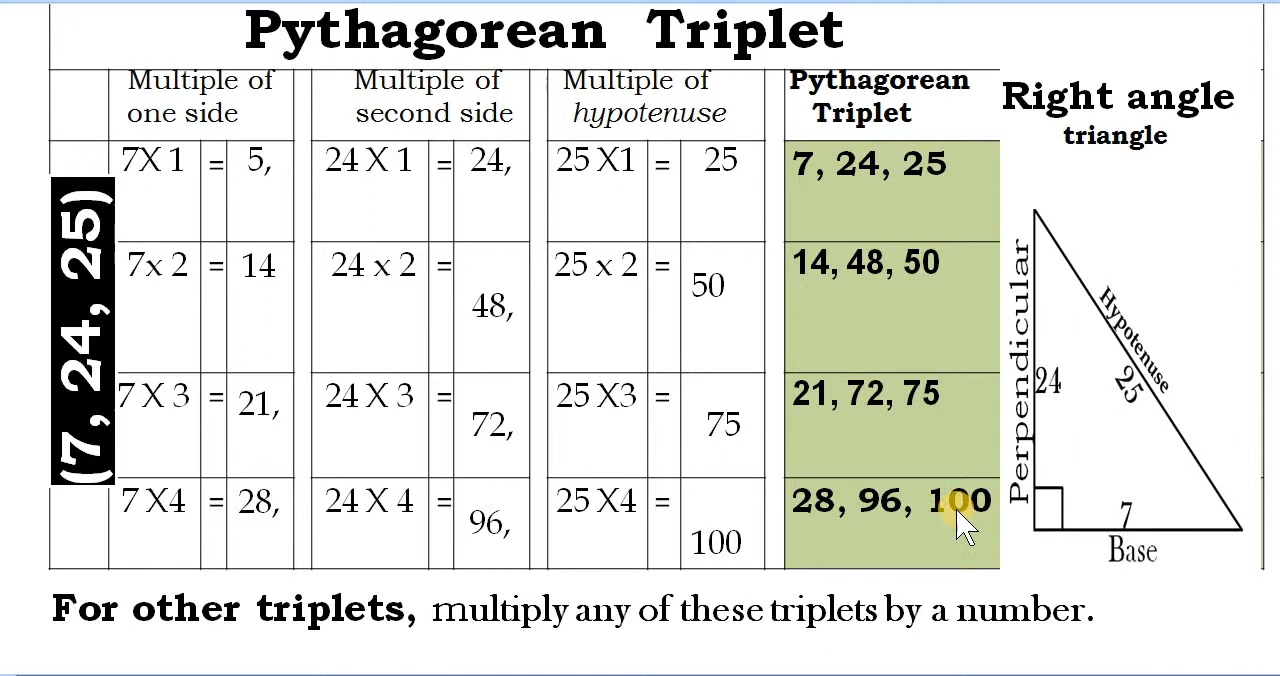 Pythagorean Triplet
Multiple of one side
Multiple of second side
Multiple of hypotenuse
Pythagorean Triplet
Right angle
triangle
(7, 24, 25)
7X 1 = 5, 24 X 1 = 24, 25 X1 = 25 7, 24, 25
7x 2 = 14 24 x 2 = 48, 25 x 2 = 50 14, 48, 50
7 X 3 = 21, 24 X 3 = 72, 25 X3 = 75 21, 72, 75
7 X4 = 28, 24 X 4 = 96, 25 X4 = 100 28, 96, 100
Perpendicular
24
Hypotenuse
25
7
Base
For other triplets, multiply any of these triplets by a number.